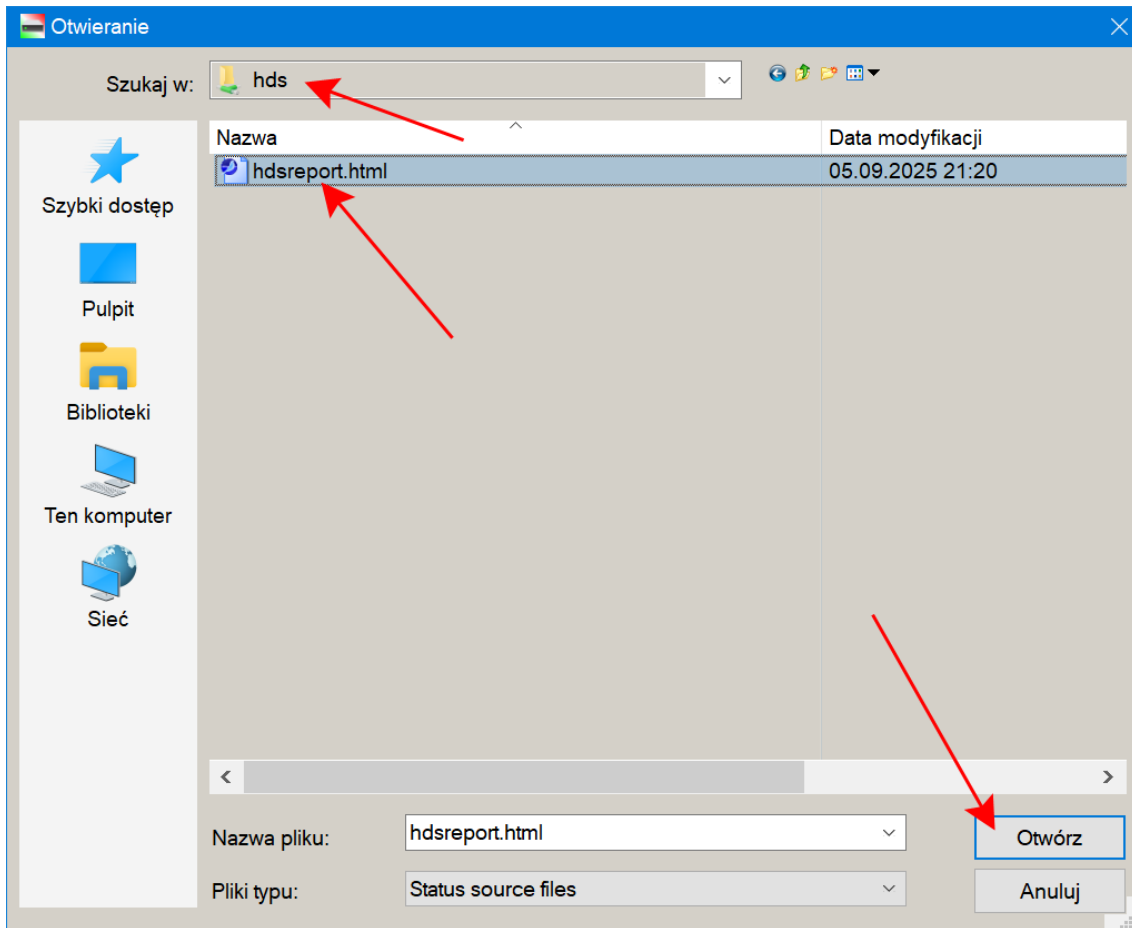 Otwieranie
Szukaj w:
hds
Nazwa
Data modyfikacji
hdsreport.html
05.09.2025 21:20
Szybki dostęp
Pulpit
Biblioteki
Ten komputer
Sieć
Nazwa pliku:
hdsreport.html
Otwórz
Pliki typu:
Status source files
Anuluj